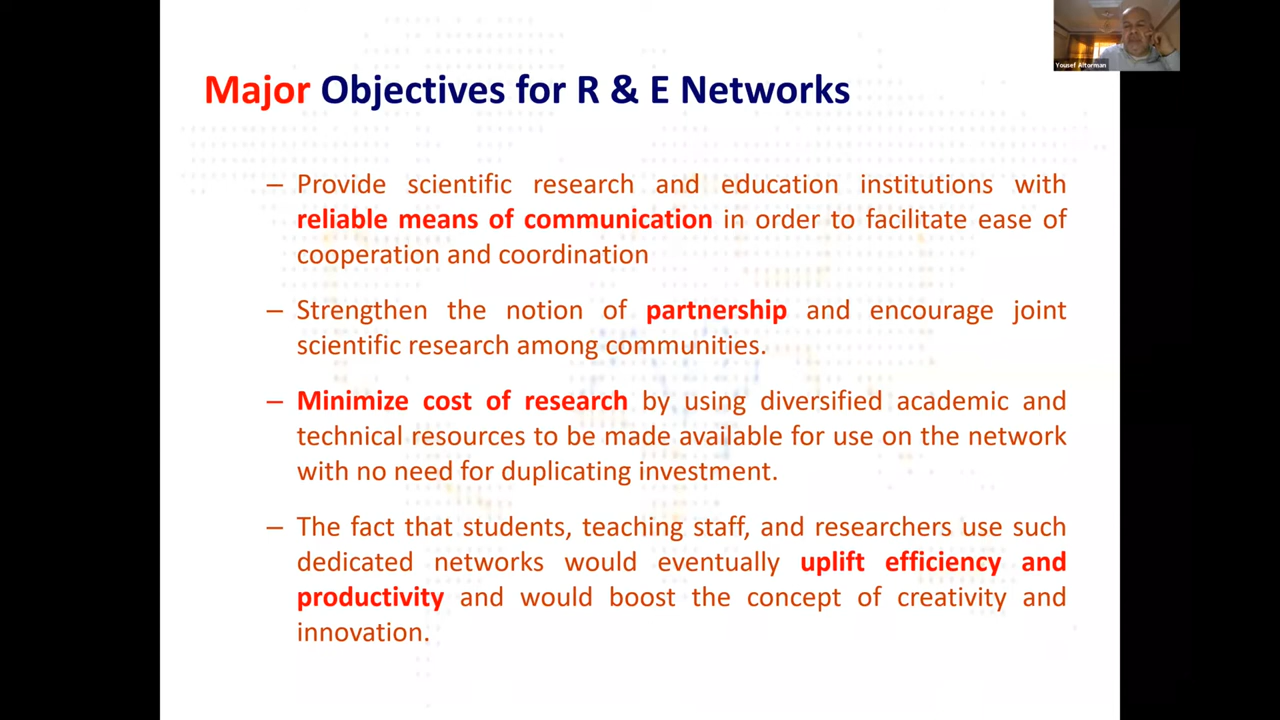 Yousef Altorman
Major Objectives for R & E Networks
– Provide scientific research and education institutions with
reliable means of communication in order to facilitate ease of
cooperation and coordination
– Strengthen the notion of partnership and encourage joint
scientific research among communities.
– Minimize cost of research by using diversified academic and
technical resources to be made available for use on the network
with no need for duplicating investment.
– The fact that students, teaching staff, and researchers use such
dedicated networks would eventually uplift efficiency and
productivity and would boost the concept of creativity and
innovation.